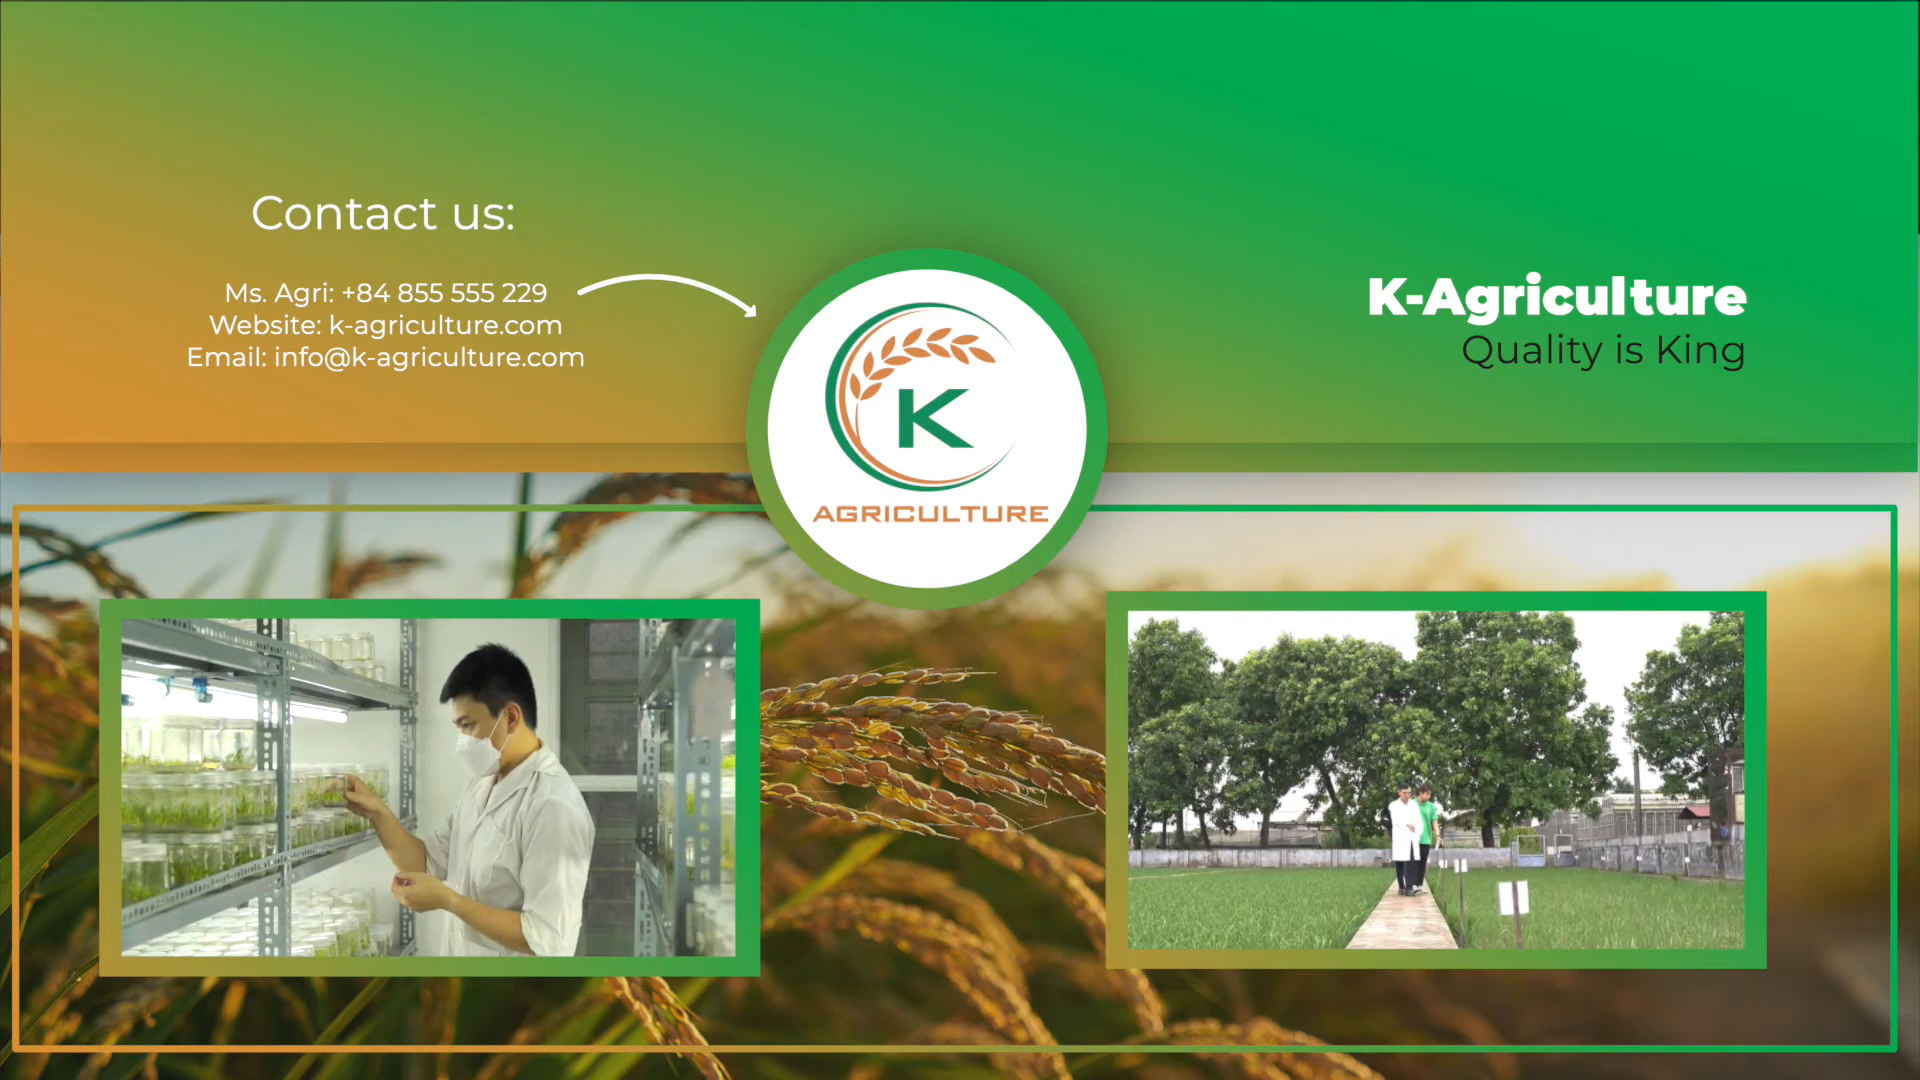 Contact us:
Ms. Agri: +84 855 555 229
Website: k-agriculture.com
Email: info@k-agriculture.com
K
AGRICULTURE
K-Agriculture
Quality is King